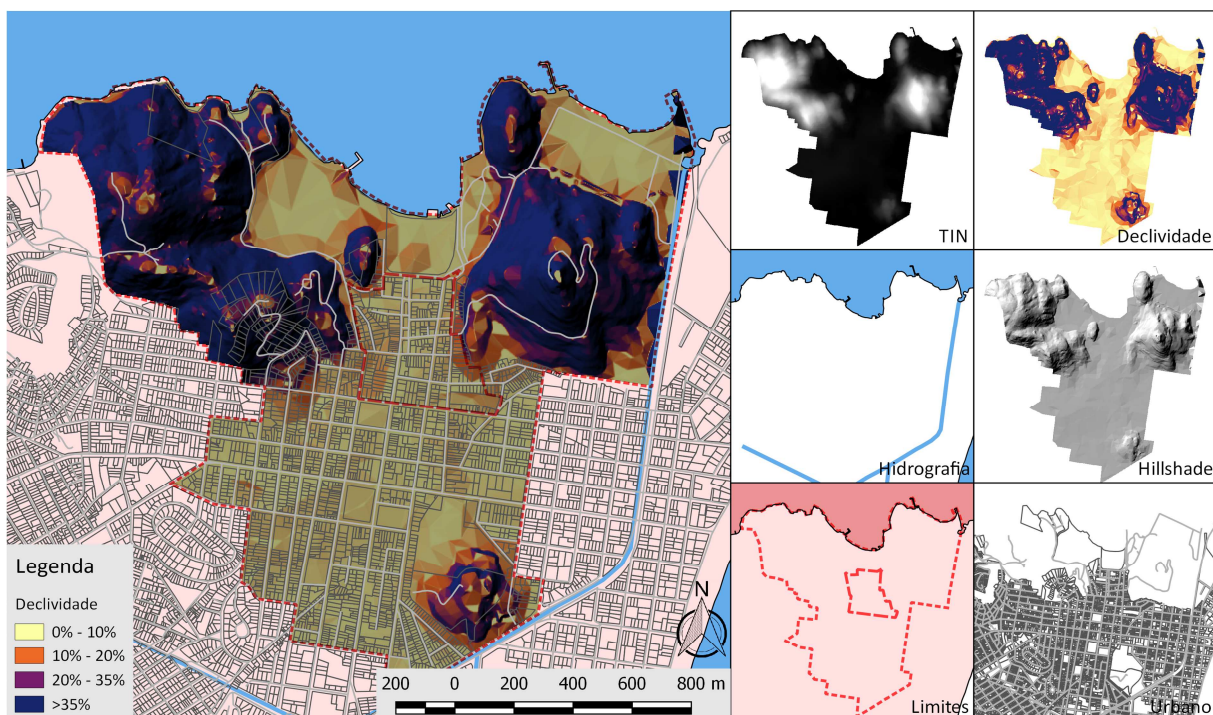 Legenda
Declividade
0% - 10%
10% - 20%
20% - 35%
>35%
N
200 0 200 400 600 800 m
TIN
Declividade
Hidrografia
Hillshade
Limites
Urbano